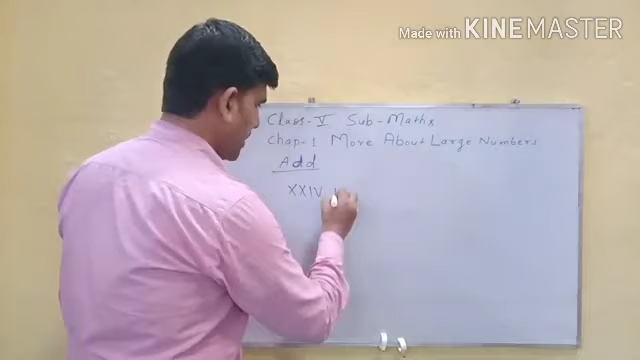 Made with KINEMASTER
Class-V Sub-Maths
Chap-1 More About Large Numbers
Add
XXIV